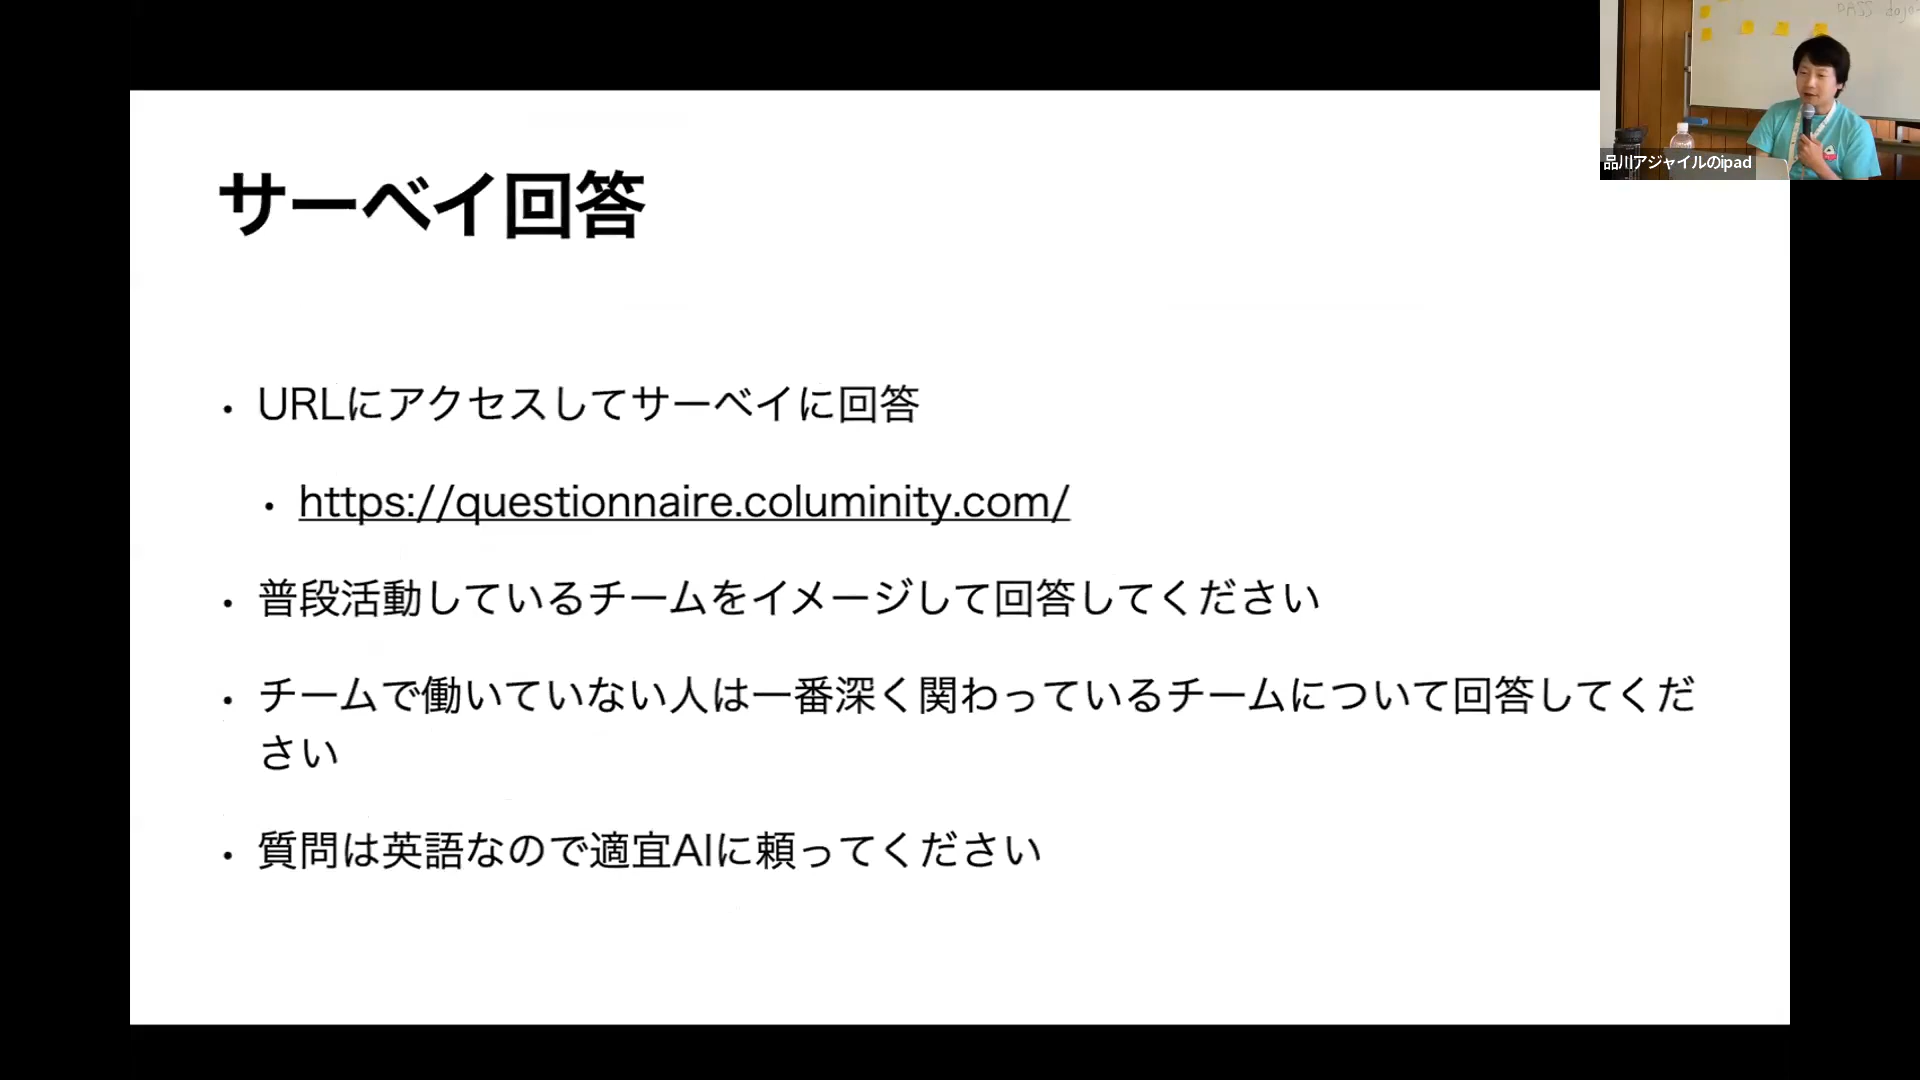 サーベイ回答
• URLにアクセスしてサーベイに回答
• https://questionnaire.columinity.com/
• 普段活動しているチームをイメージして回答してください
• チームで働いていない人は一番深く関わっているチームについて回答してくだ
さい
• 質問は英語なので適宜AIに頼ってください
PASS dojo
品川アジャイルのipad